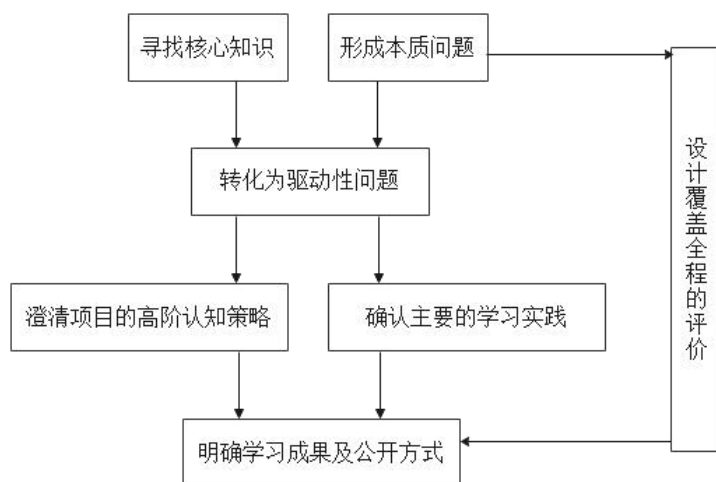 寻找核心知识
形成本质问题
转化为驱动性问题
设计覆盖全程的评价
澄清项目的高阶认知策略
确认主要的学习实践
明确学习成果及公开方式